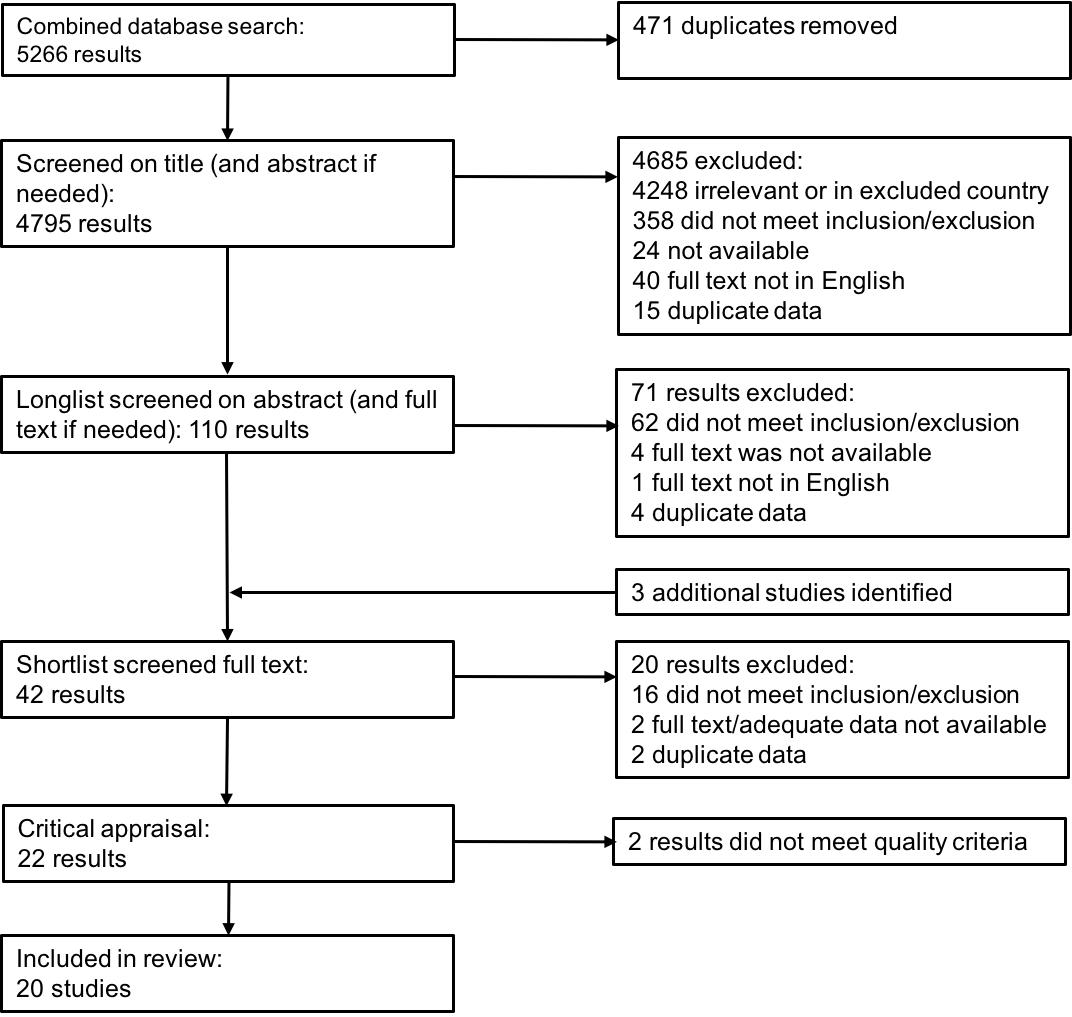 Combined database search:
5266 results
471 duplicates removed
Screened on title (and abstract if
needed):
4795 results
4685 excluded:
4248 irrelevant or in excluded country
358 did not meet inclusion/exclusion
24 not available
40 full text not in English
15 duplicate data
Longlist screened on abstract (and full
text if needed): 110 results
71 results excluded:
62 did not meet inclusion/exclusion
4 full text was not available
1 full text not in English
4 duplicate data
3 additional studies identified
Shortlist screened full text:
42 results
20 results excluded:
16 did not meet inclusion/exclusion
2 full text/adequate data not available
2 duplicate data
Critical appraisal:
22 results
2 results did not meet quality criteria
Included in review:
20 studies